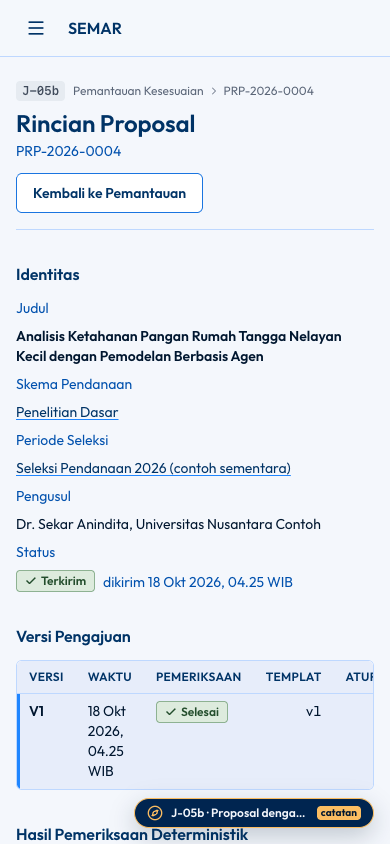 SEMAR
J-05b Pemantauan Kesesuaian > PRP-2026-0004
Rincian Proposal
PRP-2026-0004
Kembali ke Pemantauan
Identitas
Judul
Analisis Ketahanan Pangan Rumah Tangga Nelayan
Kecil dengan Pemodelan Berbasis Agen
Skema Pendanaan
Penelitian Dasar
Periode Seleksi
Seleksi Pendanaan 2026 (contoh sementara)
Pengusul
Dr. Sekar Anindita, Universitas Nusantara Contoh
Status
Terkirim dikirim 18 Okt 2026, 04.25 WIB
Versi Pengajuan
VERSI WAKTU PEMERIKSAAN TEMPLAT ATUR
V1 18 Okt Selesai v1
2026,
04.25
WIB
J-05b · Proposal denga... catatan
Hasil Pemeriksaan Deterministik